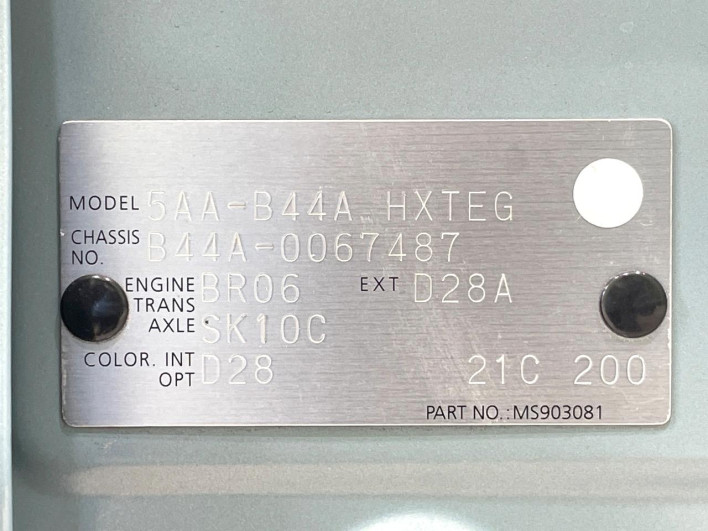 MODEL 5AA-B44A HXTEG
CHASSIS NO. B44A-0067487
ENGINE BR06 EXT D28A
TRANS AXLE SK10C
COLOR. INT OPT D28 21C 200
PART NO.:MS903081